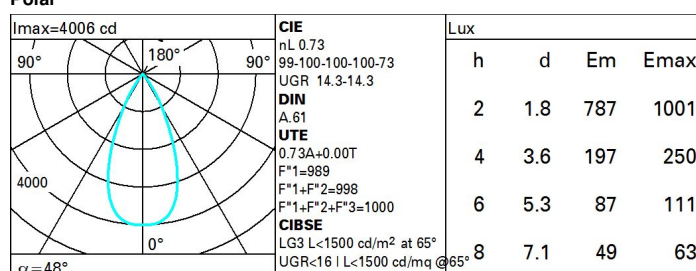 Polar
Imax=4006 cd
90° 180° 90°
4000
0°
α=48°
CIE
nL 0.73
99-100-100-100-73
UGR 14.3-14.3
DIN
A.61
UTE
0.73A+0.00T
F"1=989
F"1+F"2=998
F"1+F"2+F"3=1000
CIBSE
LG3 L<1500 cd/m² at 65°
UGR<16 | L<1500 cd/mq @65°
Lux
h d Em Emax
2 1.8 787 1001
4 3.6 197 250
6 5.3 87 111
8 7.1 49 63